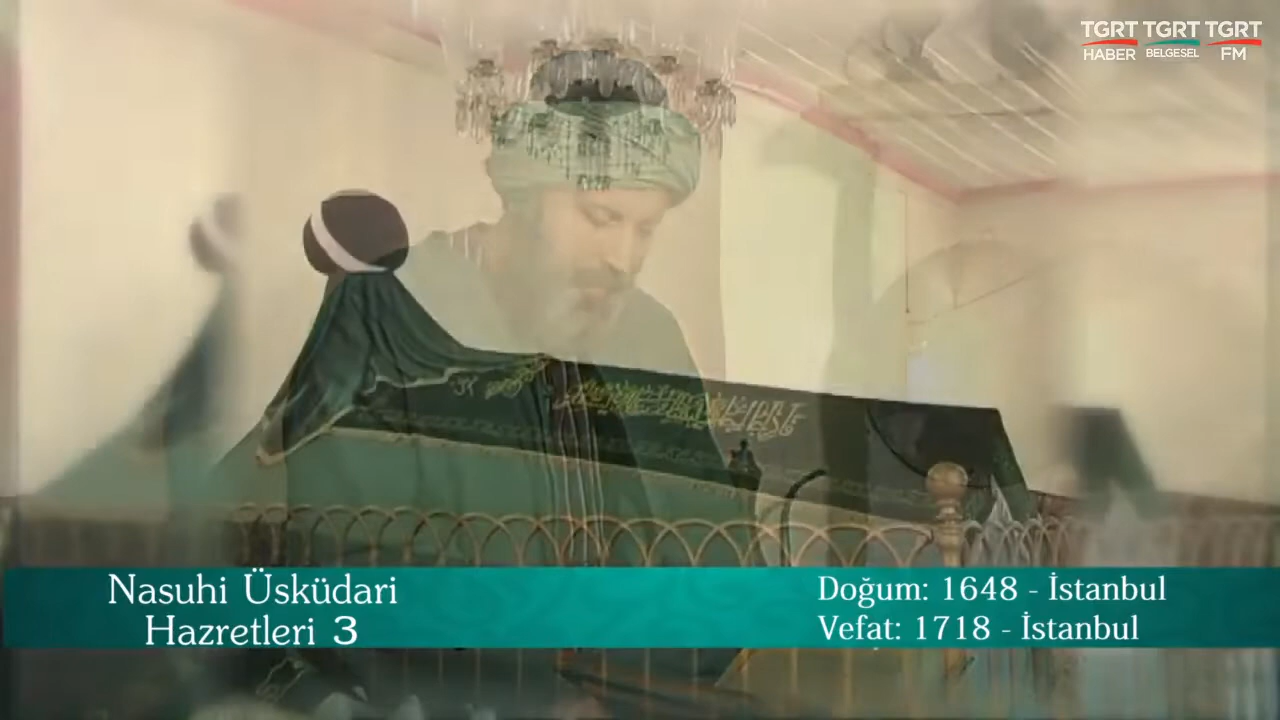 TGRT TGRT TGRT
HABER BELGESEL FM
Nasuhi Üsküdari
Hazretleri 3
Doğum: 1648 - İstanbul
Vefat: 1718 - İstanbul